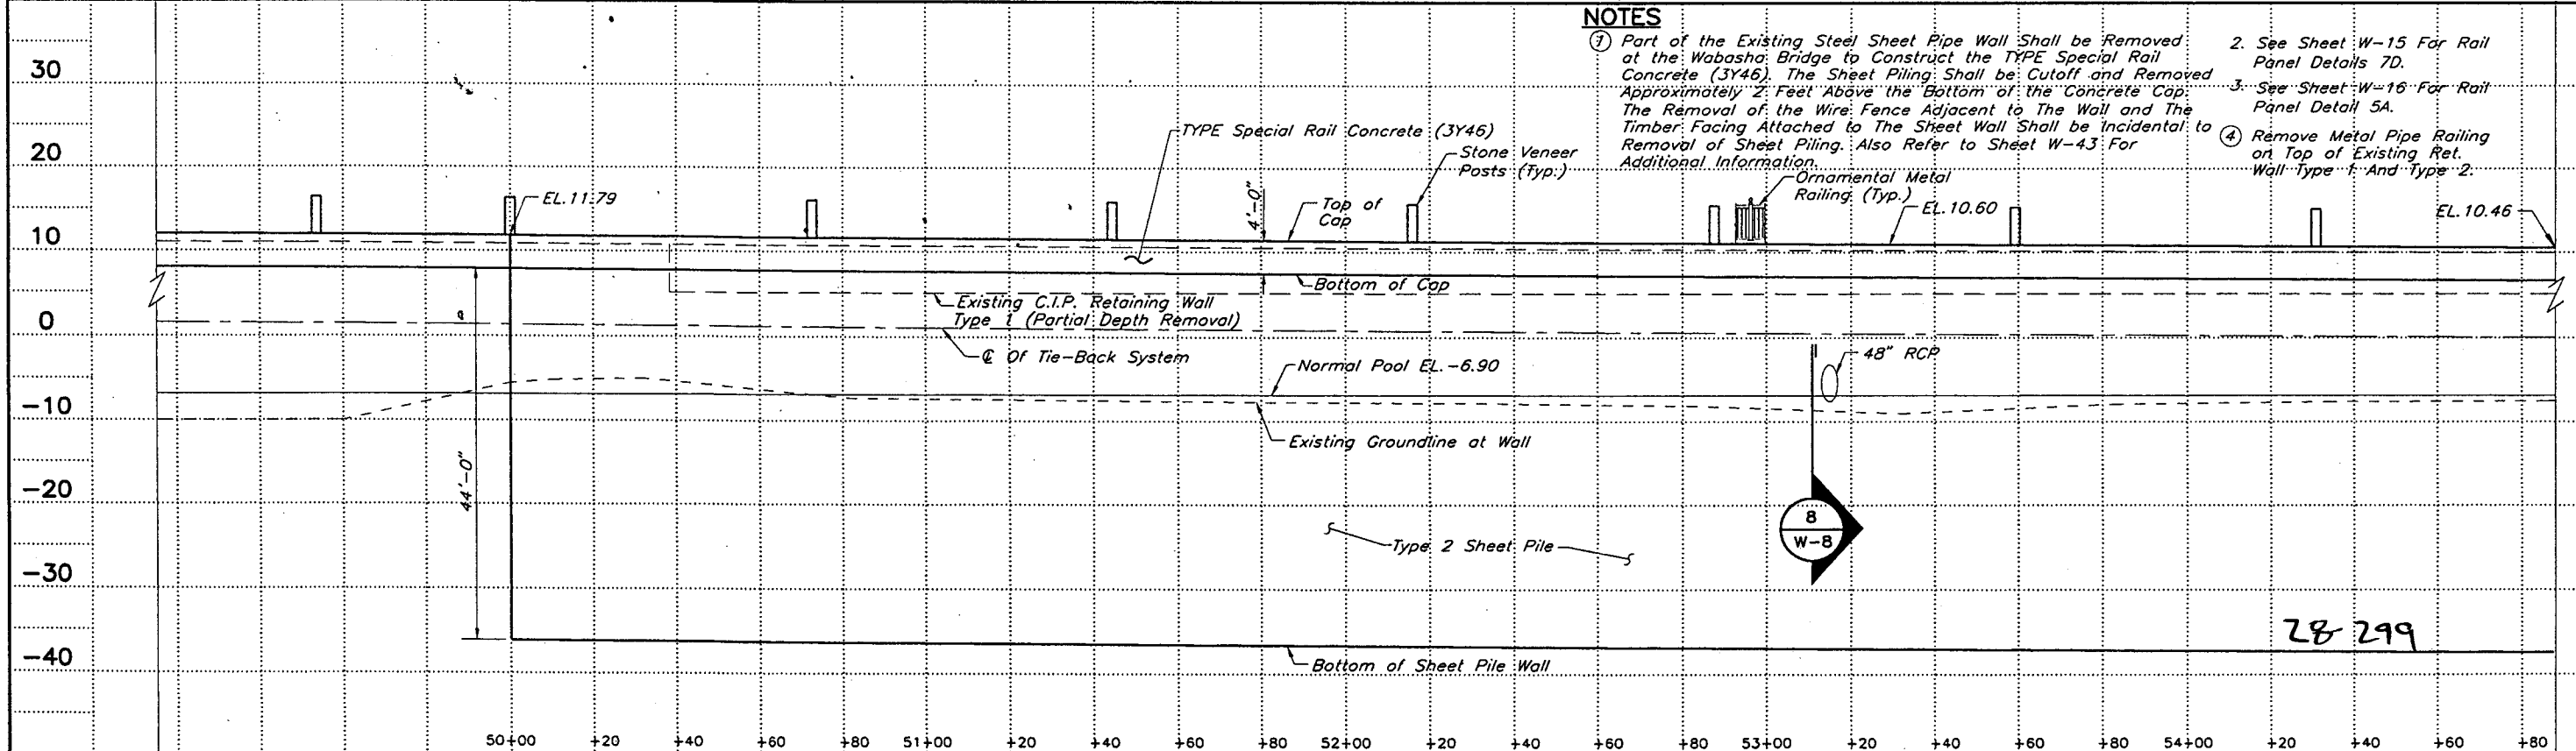 NOTES
1 Part of the Existing Steel Sheet Pipe Wall Shall be Removed
at the Wabasha Bridge to Construct the TYPE Special Rail
Concrete (3Y46). The Sheet Piling Shall be Cutoff and Removed
Approximately 2 Feet Above the Bottom of the Concrete Cap.
The Removal of the Wire Fence Adjacent to The Wall and The
Timber Facing Attached to The Sheet Wall Shall be Incidental to
Removal of Sheet Piling. Also Refer to Sheet W-43 For
Additional Information.
2. See Sheet W-15 For Rail
Panel Details 7D.
3. See Sheet W-16 For Rail
Panel Detail 5A.
4 Remove Metal Pipe Railing
on Top of Existing Ret.
Wall Type 1 And Type 2.
30
20
10
0
-10
-20
-30
-40
TYPE Special Rail Concrete (3Y46)
Stone Veneer
Posts (Typ.)
EL.11.79
4'-0"
Top of
Cap
Ornamental Metal
Railing (Typ.)
EL.10.60
EL.10.46
Bottom of Cap
Existing C.I.P. Retaining Wall
Type 1 (Partial Depth Removal)
℄ Of Tie-Back System
Normal Pool EL.-6.90
48" RCP
Existing Groundline at Wall
44'-0"
Type 2 Sheet Pile
8
W-8
28-299
Bottom of Sheet Pile Wall
50+00 +20 +40 +60 +80 51+00 +20 +40 +60 +80 52+00 +20 +40 +60 +80 53+00 +20 +40 +60 +80 54+00 +20 +40 +60 +80